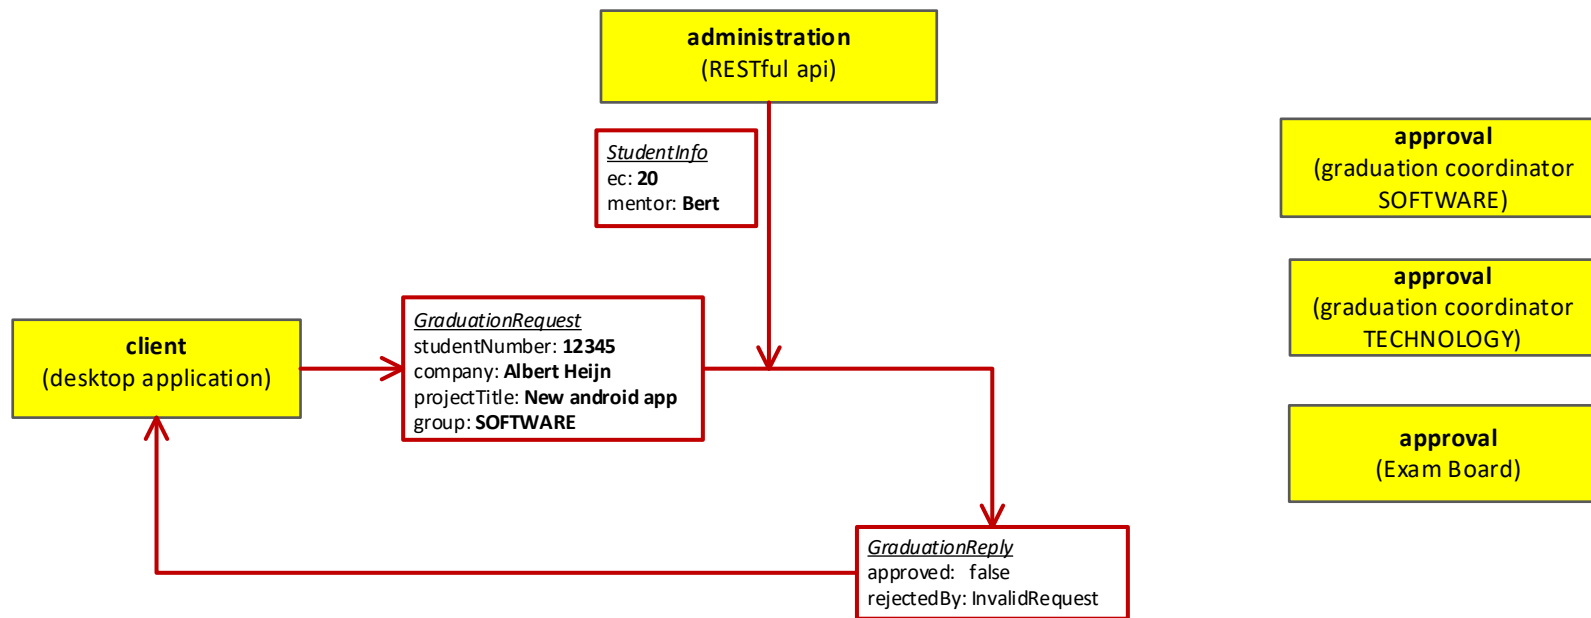 administration
(RESTful api)
StudentInfo
ec: 20
mentor: Bert
approval
(graduation coordinator
SOFTWARE)
approval
(graduation coordinator
TECHNOLOGY)
approval
(Exam Board)
client
(desktop application)
GraduationRequest
studentNumber: 12345
company: Albert Heijn
projectTitle: New android app
group: SOFTWARE
GraduationReply
approved: false
rejectedBy: InvalidRequest